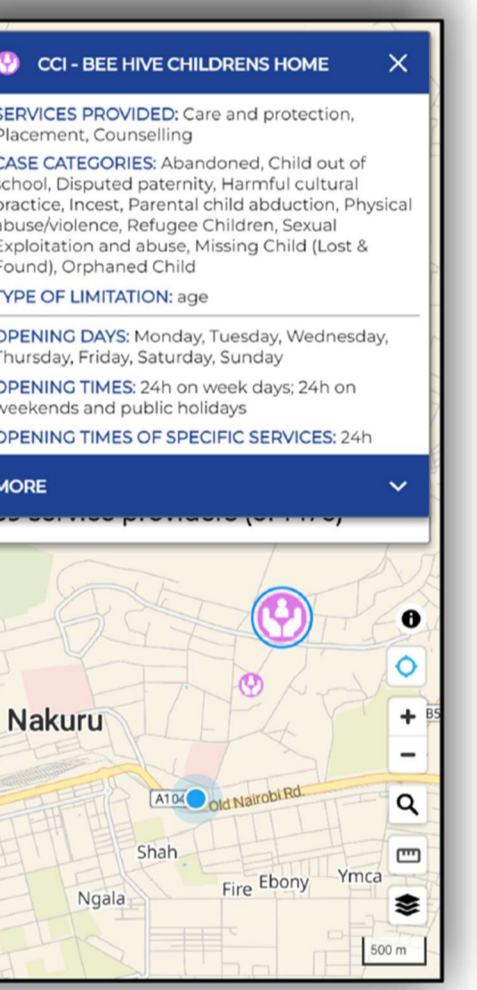 CCI - BEE HIVE CHILDRENS HOME
SERVICES PROVIDED: Care and protection,
Placement, Counselling
CASE CATEGORIES: Abandoned, Child out of
school, Disputed paternity, Harmful cultural
practice, Incest, Parental child abduction, Physical
abuse/violence, Refugee Children, Sexual
Exploitation and abuse, Missing Child (Lost &
Found), Orphaned Child
TYPE OF LIMITATION: age
OPENING DAYS: Monday, Tuesday, Wednesday,
Thursday, Friday, Saturday, Sunday
OPENING TIMES: 24h on week days; 24h on
weekends and public holidays
OPENING TIMES OF SPECIFIC SERVICES: 24h
MORE
service providers
Nakuru
B5
A104
Old Nairobi Rd.
Shah
Ngala
Fire
Ebony
Ymca
500 m